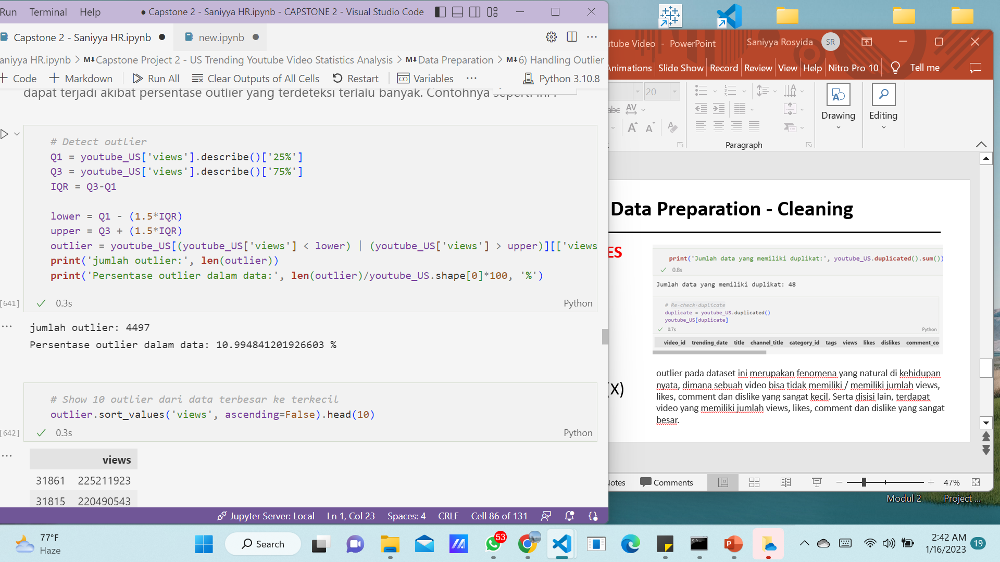 Run Terminal Help ● Capstone 2 - Saniyya HR.ipynb - CAPSTONE 2 - Visual Studio Code
Capstone 2 - Saniyya HR.ipynb ● new.ipynb ●
aniyya HR.ipynb > M↓Capstone Project 2 - US Trending Youtube Video Statistics Analysis > M↓Data Preparation > M↓6) Handling Outlier
+ Code + Markdown Run All Clear Outputs of All Cells Restart (x) Variables ... Python 3.10.8
dapat terjadi akibat persentase outlier yang terdeteksi terlalu banyak. Contohnya seperti ini :
# Detect outlier
Q1 = youtube_US['views'].describe()['25%']
Q3 = youtube_US['views'].describe()['75%']
IQR = Q3-Q1
lower = Q1 - (1.5*IQR)
upper = Q3 + (1.5*IQR)
outlier = youtube_US[(youtube_US['views'] < lower) | (youtube_US['views'] > upper)][['views
print('jumlah outlier:', len(outlier))
print('Persentase outlier dalam data:', len(outlier)/youtube_US.shape[0]*100, '%')
[641] 0.3s Python
jumlah outlier: 4497
Persentase outlier dalam data: 10.994841201926603 %
# Show 10 outlier dari data terbesar ke terkecil
outlier.sort_values('views', ascending=False).head(10)
[642] 0.3s Python
views
31861 225211923
31815 220490543
Jupyter Server: Local Ln 1, Col 23 Spaces: 4 CRLF Cell 86 of 131
utube Video - PowerPoint Saniyya Rosyida SR
Animations Slide Show Record Review View Help Nitro Pro 10 Tell me
20
abc AV
A A A
Drawing
Editing
Paragraph
Data Preparation - Cleaning
ES
print('Jumlah data yang memiliki duplikat:', youtube_US.duplicated().sum())
0.8s
Jumlah data yang memiliki duplikat: 48
# Re-check-duplicate
duplicate = youtube_US.duplicated()
youtube_US[duplicate]
0.7s Python
video_id trending_date title channel_title category_id tags views likes dislikes comment_co
(X)
outlier pada dataset ini merupakan fenomena yang natural di kehidupan
nyata, dimana sebuah video bisa tidak memiliki / memiliki jumlah views,
likes, comment dan dislike yang sangat kecil. Serta disisi lain, terdapat
video yang memiliki jumlah views, likes, comment dan dislike yang sangat
besar.
Notes Comments 47%
Modul 2 Project ...
77°F
Haze
Search
53
2:42 AM
1/16/2023
19